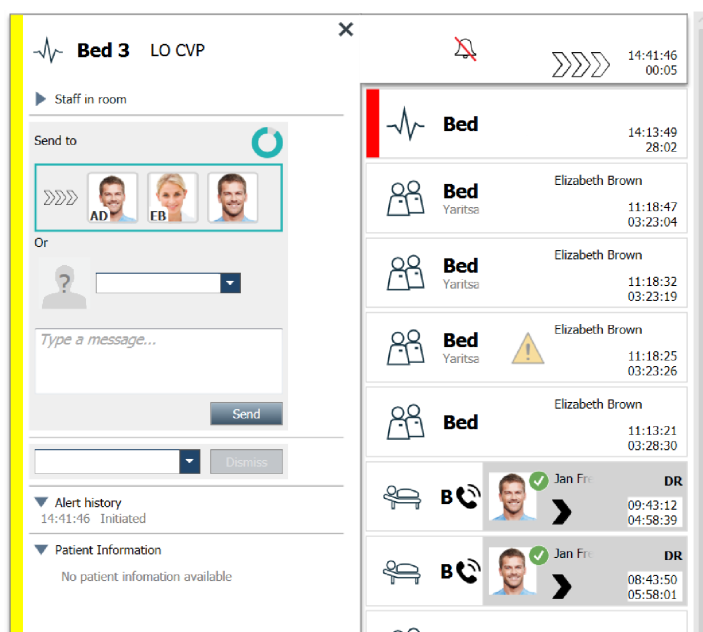 Bed 3 LO CVP
Staff in room
Send to
AD EB
Or
?
Type a message...
Send
Dismiss
Alert history
14:41:46 Initiated
Patient Information
No patient infomation available
14:41:46
00:05
Bed
14:13:49
28:02
Bed
Yaritsa
Elizabeth Brown
11:18:47
03:23:04
Bed
Yaritsa
Elizabeth Brown
11:18:32
03:23:19
Bed
Yaritsa
Elizabeth Brown
11:18:25
03:23:26
Bed
Elizabeth Brown
11:13:21
03:28:30
B
Jan Fre
DR
09:43:12
04:58:39
B
Jan Fre
DR
08:43:50
05:58:01